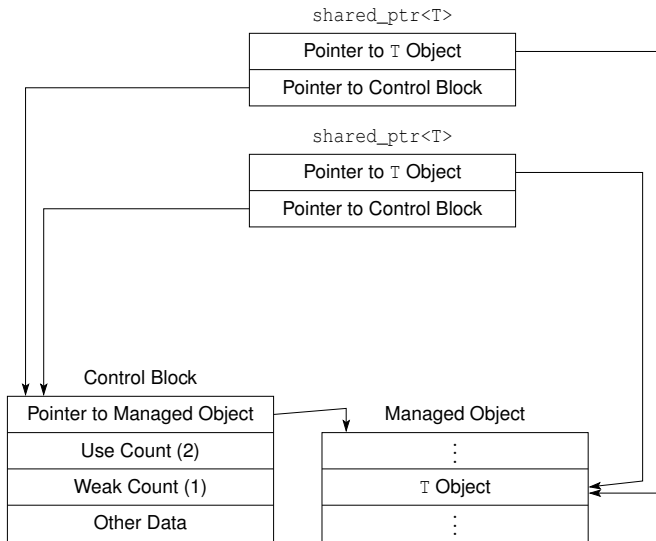 shared_ptr<T>
Pointer to T Object
Pointer to Control Block
shared_ptr<T>
Pointer to T Object
Pointer to Control Block
Control Block
Pointer to Managed Object
Use Count (2)
Weak Count (1)
Other Data
Managed Object
⋮
T Object
⋮